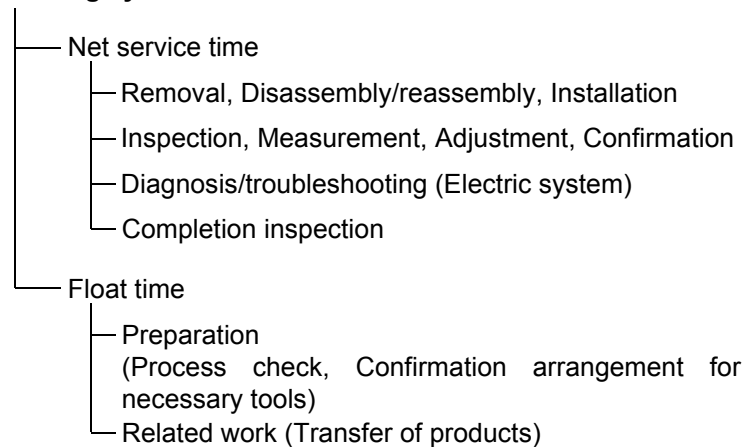 Net service time
Removal, Disassembly/reassembly, Installation
Inspection, Measurement, Adjustment, Confirmation
Diagnosis/troubleshooting (Electric system)
Completion inspection
Float time
Preparation
(Process check, Confirmation arrangement for
necessary tools)
Related work (Transfer of products)